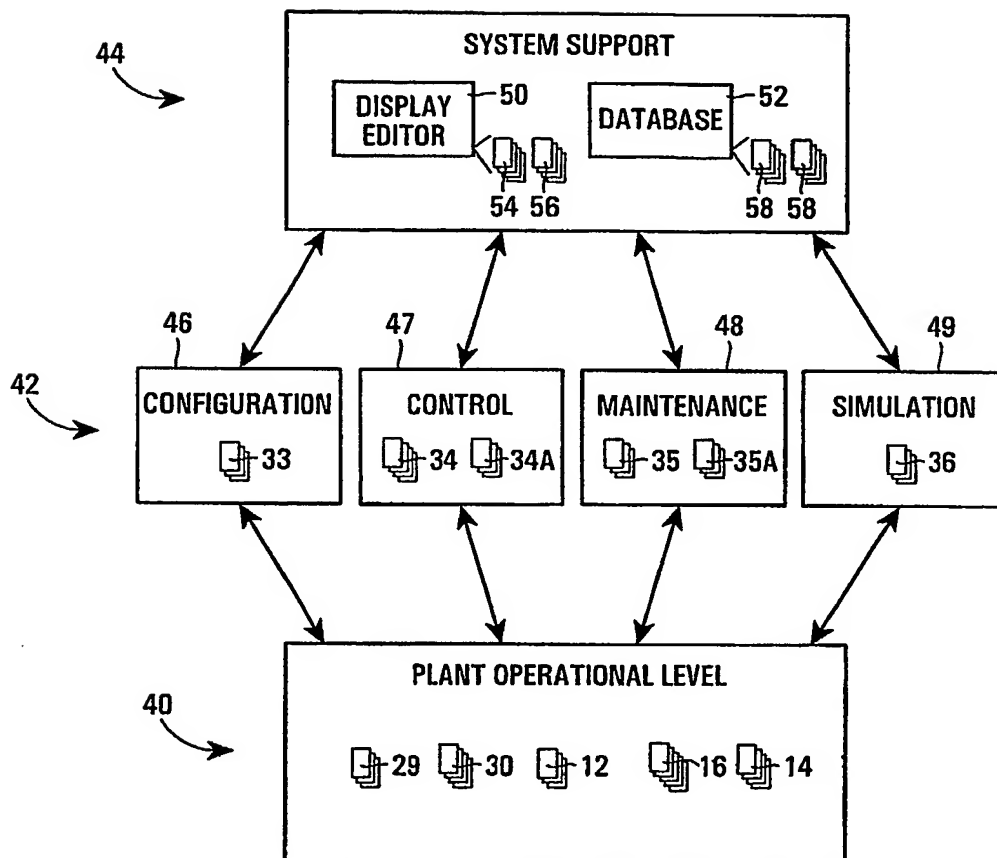 SYSTEM SUPPORT
44
DISPLAY
EDITOR
50
DATABASE
52
54
56
58
58
46
47
48
49
42
CONFIGURATION
CONTROL
MAINTENANCE
SIMULATION
33
34
34A
35
35A
36
PLANT OPERATIONAL LEVEL
40
29
30
12
16
14